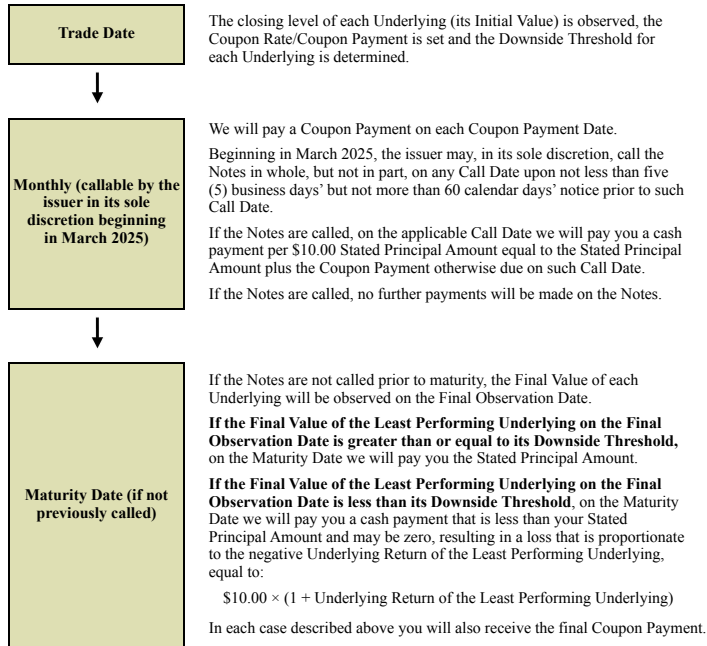 Trade Date
The closing level of each Underlying (its Initial Value) is observed, the
Coupon Rate/Coupon Payment is set and the Downside Threshold for
each Underlying is determined.
Monthly (callable by the
issuer in its sole
discretion beginning
in March 2025)
We will pay a Coupon Payment on each Coupon Payment Date.
Beginning in March 2025, the issuer may, in its sole discretion, call the
Notes in whole, but not in part, on any Call Date upon not less than five
(5) business days’ but not more than 60 calendar days’ notice prior to such
Call Date.
If the Notes are called, on the applicable Call Date we will pay you a cash
payment per $10.00 Stated Principal Amount equal to the Stated Principal
Amount plus the Coupon Payment otherwise due on such Call Date.
If the Notes are called, no further payments will be made on the Notes.
Maturity Date (if not
previously called)
If the Notes are not called prior to maturity, the Final Value of each
Underlying will be observed on the Final Observation Date.
If the Final Value of the Least Performing Underlying on the Final
Observation Date is greater than or equal to its Downside Threshold,
on the Maturity Date we will pay you the Stated Principal Amount.
If the Final Value of the Least Performing Underlying on the Final
Observation Date is less than its Downside Threshold, on the Maturity
Date we will pay you a cash payment that is less than your Stated
Principal Amount and may be zero, resulting in a loss that is proportionate
to the negative Underlying Return of the Least Performing Underlying,
equal to:
$10.00 × (1 + Underlying Return of the Least Performing Underlying)
In each case described above you will also receive the final Coupon Payment.